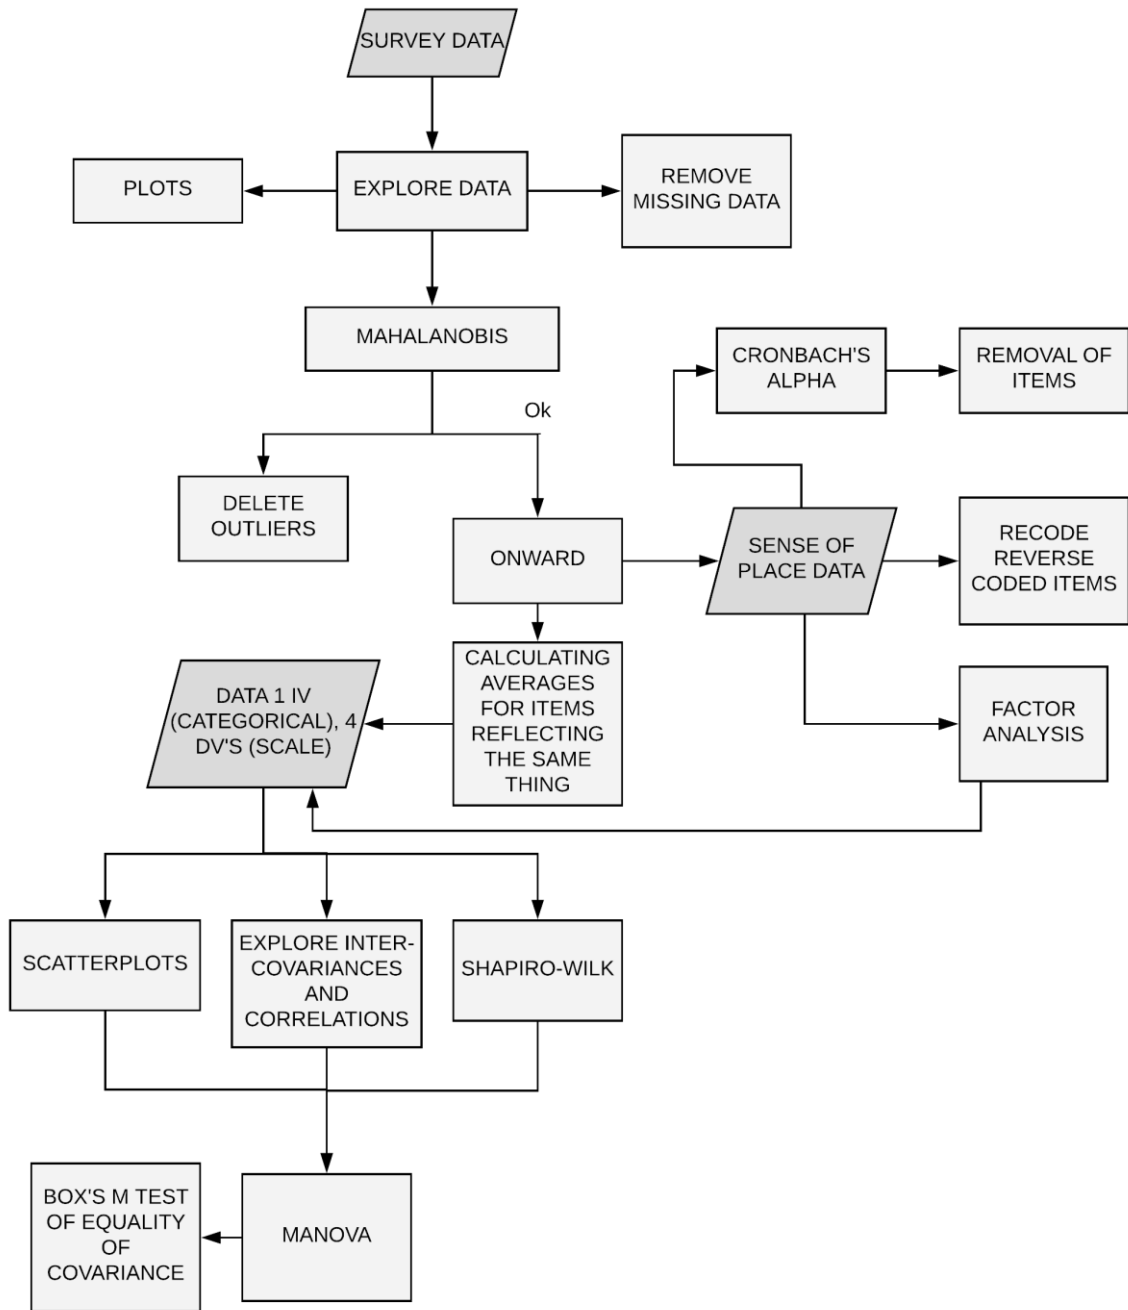 SURVEY DATA
PLOTS
EXPLORE DATA
REMOVE
MISSING DATA
MAHALANOBIS
Ok
DELETE
OUTLIERS
ONWARD
CRONBACH'S
ALPHA
REMOVAL OF
ITEMS
SENSE OF
PLACE DATA
RECODE
REVERSE
CODED ITEMS
FACTOR
ANALYSIS
CALCULATING
AVERAGES
FOR ITEMS
REFLECTING
THE SAME
THING
DATA 1 IV
(CATEGORICAL), 4
DV'S (SCALE)
SCATTERPLOTS
EXPLORE INTER-
COVARIANCES
AND
CORRELATIONS
SHAPIRO-WILK
BOX'S M TEST
OF EQUALITY
OF
COVARIANCE
MANOVA